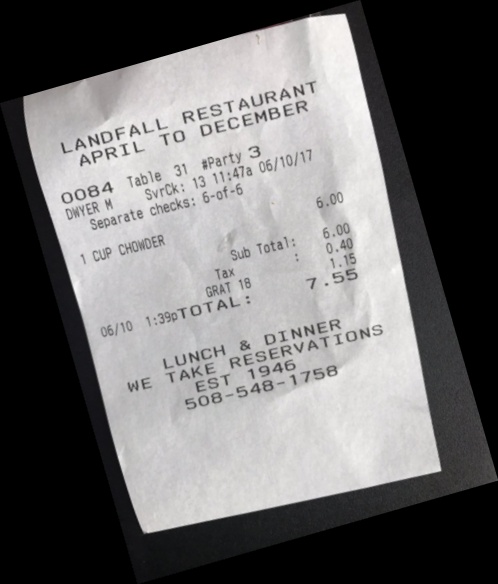 LANDFALL RESTAURANT
APRIL TO DECEMBER
0084 Table 31 #Party 3
DWYER M SvrCk: 13 11:47a 06/10/17
Separate checks: 6-of-6
1 CUP CHOWDER 6.00
Sub Total: 6.00
Tax : 0.40
GRAT 18 1.15
06/10 1:39pTOTAL: 7.55
LUNCH & DINNER
WE TAKE RESERVATIONS
EST 1946
508-548-1758